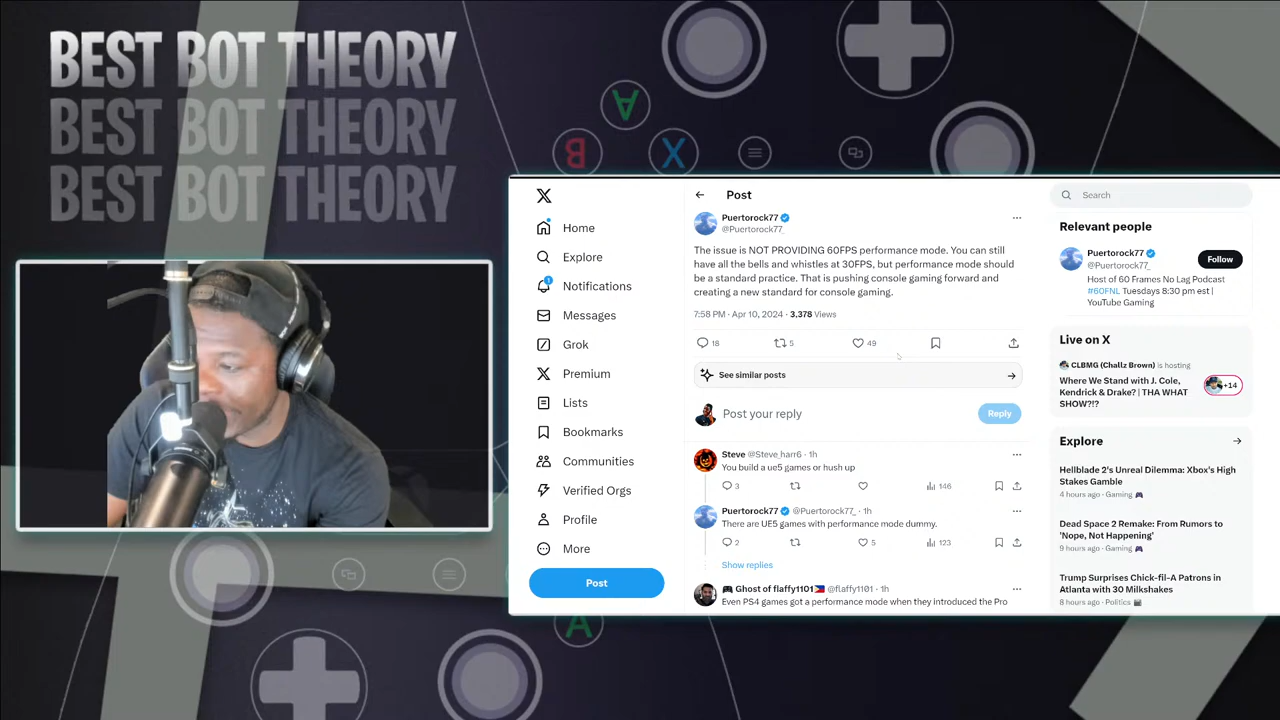 BEST BOT THEORY
BEST BOT THEORY
BEST BOT THEORY
A
B
X
Home
Explore
1
Notifications
Messages
Grok
Premium
Lists
Bookmarks
Communities
Verified Orgs
Profile
More
Post
Post
Puertorock77
@Puertorock77_
The issue is NOT PROVIDING 60FPS performance mode. You can still
have all the bells and whistles at 30FPS, but performance mode should
be a standard practice. That is pushing console gaming forward and
creating a new standard for console gaming.
7:58 PM · Apr 10, 2024 · 3,378 Views
18 5 49
See similar posts
Post your reply
Reply
Steve @Steve_harr6 · 1h
You build a ue5 games or hush up
3 146
Puertorock77 @Puertorock77_ · 1h
There are UE5 games with performance mode dummy.
2 5 123
Show replies
Ghost of flaffy1101 @flaffy1101 · 1h
Even PS4 games got a performance mode when they introduced the Pro
Search
Relevant people
Puertorock77
@Puertorock77_
Follow
Host of 60 Frames No Lag Podcast
#60FNL Tuesdays 8:30 pm est |
YouTube Gaming
Live on X
CLBMG (Challz Brown) is hosting
Where We Stand with J. Cole,
Kendrick & Drake? | THA WHAT
SHOW?!?
+14
Explore
Hellblade 2's Unreal Dilemma: Xbox's High
Stakes Gamble
4 hours ago · Gaming
Dead Space 2 Remake: From Rumors to
'Nope, Not Happening'
9 hours ago · Gaming
Trump Surprises Chick-fil-A Patrons in
Atlanta with 30 Milkshakes
8 hours ago · Politics
A